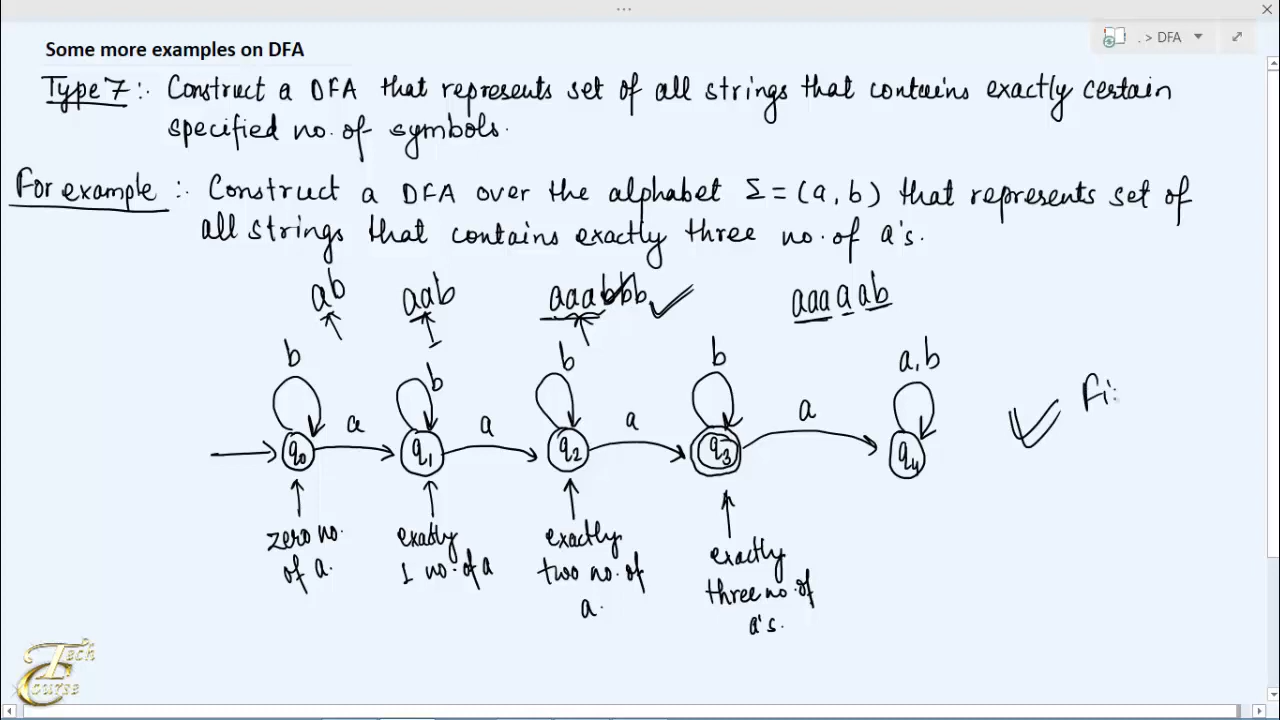 Some more examples on DFA
. > DFA
Type 7 :. Construct a DFA that represents set of all strings that contains exactly certain
specified no. of symbols.
For example :. Construct a DFA over the alphabet Σ = (a, b) that represents set of
all strings that contains exactly three no. of a's.
ab aab aaabbb aaaaab
b b b b a, b
a a a a
q0 q1 q2 q3 q4
Fi
zero no.
of a.
exactly
1 no. of a
exactly
two no. of
a.
exactly
three no. of
a's.
Tech
Course